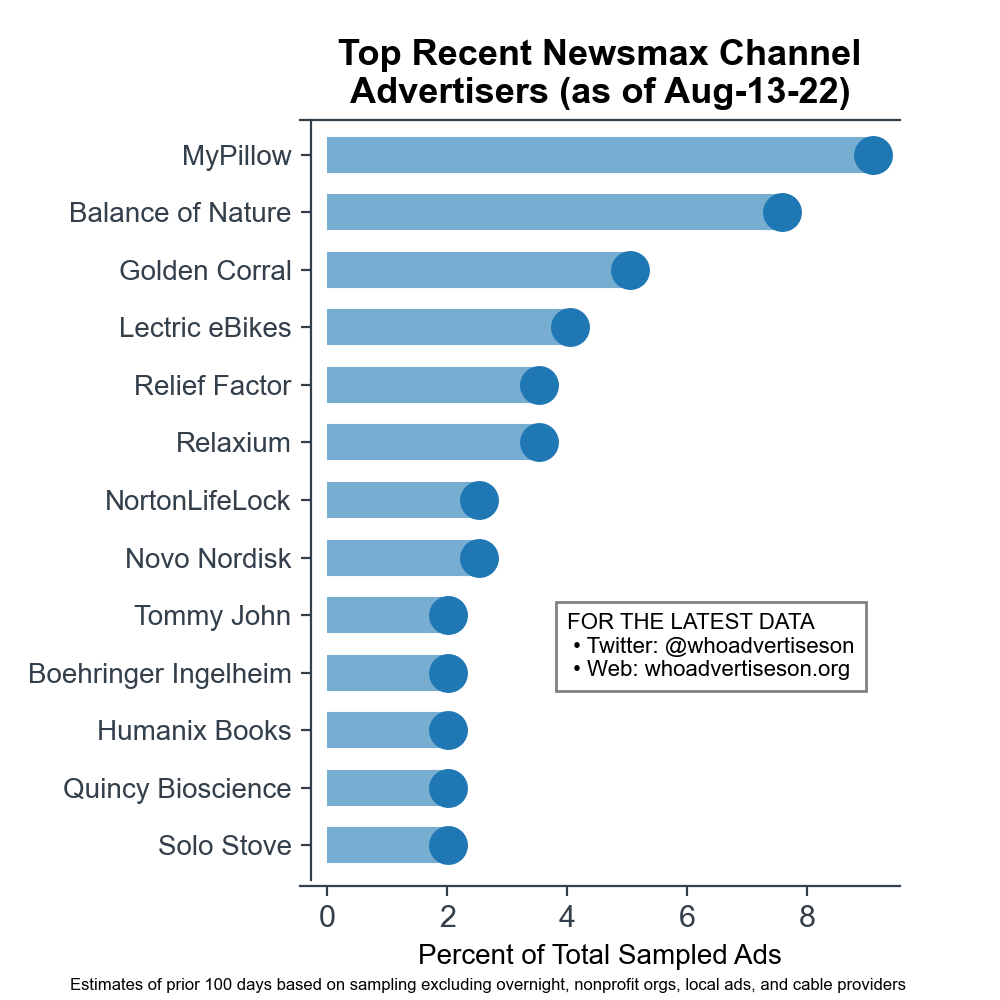 Top Recent Newsmax Channel
Advertisers (as of Aug-13-22)
MyPillow
Balance of Nature
Golden Corral
Lectric eBikes
Relief Factor
Relaxium
NortonLifeLock
Novo Nordisk
Tommy John
Boehringer Ingelheim
Humanix Books
Quincy Bioscience
Solo Stove
FOR THE LATEST DATA
• Twitter: @whoadvertiseson
• Web: whoadvertiseson.org
0 2 4 6 8
Percent of Total Sampled Ads
Estimates of prior 100 days based on sampling excluding overnight, nonprofit orgs, local ads, and cable providers